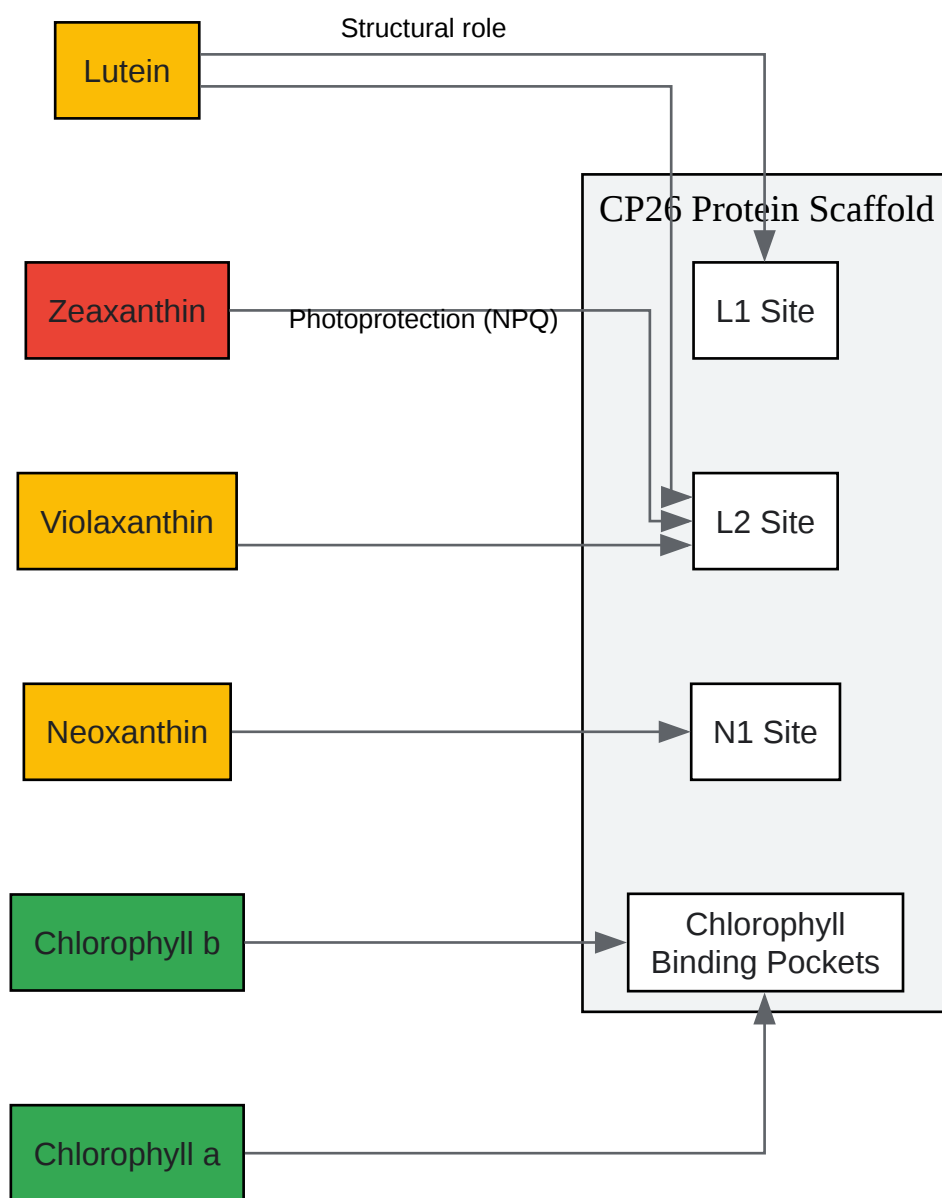 Structural role
Lutein
CP26 Protein Scaffold
Zeaxanthin
Photoprotection (NPQ)
L1 Site
Violaxanthin
L2 Site
Neoxanthin
N1 Site
Chlorophyll b
Chlorophyll
Binding Pockets
Chlorophyll a